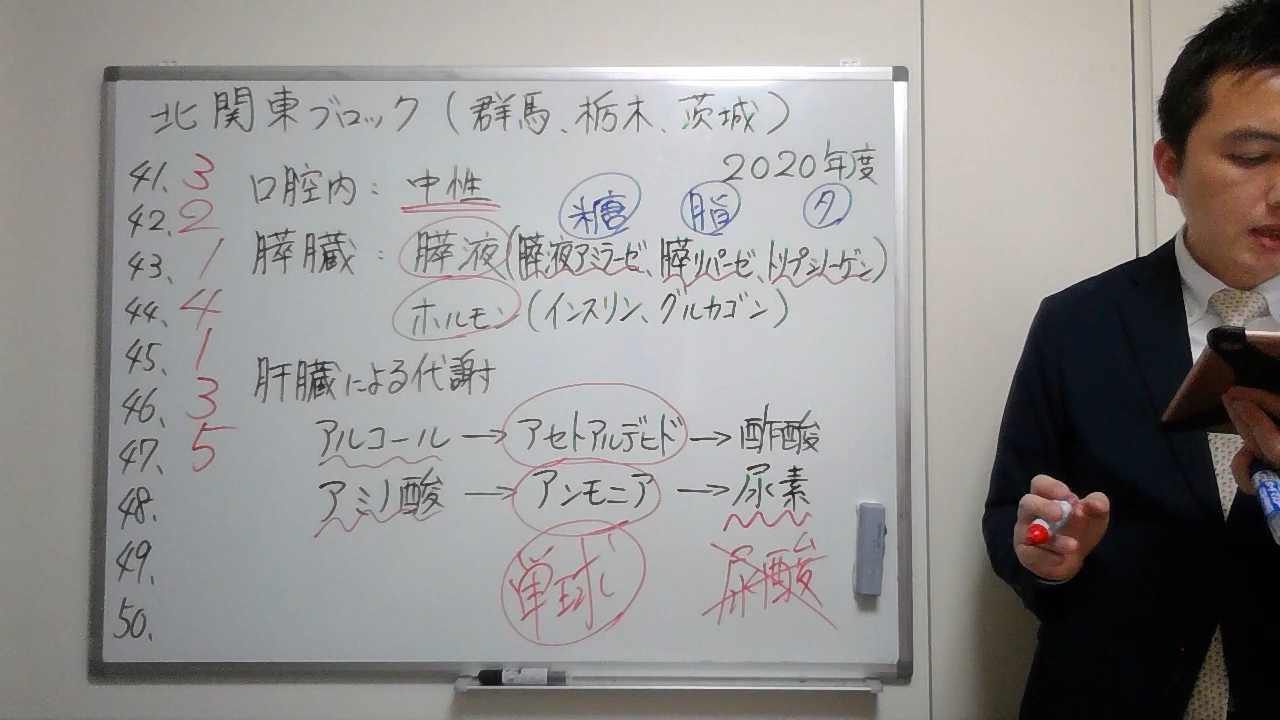 北関東ブロック(群馬、栃木、茨城)
2020年度
41. 3
42. 2
43. 1
44. 4
45. 1
46. 3
47. 5
48.
49.
50.
口腔内: 中性
糖 脂 タ
膵臓: 膵液(膵液アミラーゼ、膵リパーゼ、トリプシノーゲン)
ホルモン(インスリン、グルカゴン)
肝臓による代謝
アルコール→アセトアルデヒド→酢酸
アミノ酸→アンモニア→尿素
単球 尿酸